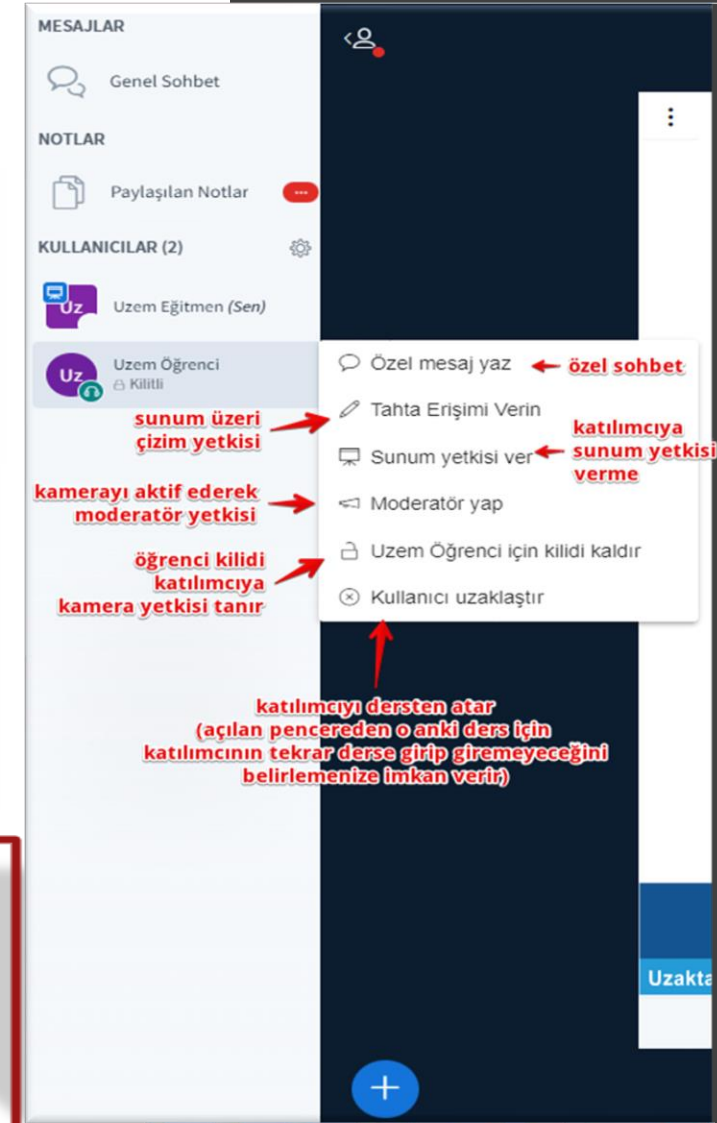 MESAJLAR
Genel Sohbet
NOTLAR
Paylaşılan Notlar
KULLANICILAR (2)
Uz
Uzem Eğitmen (Sen)
Uz
Uzem Öğrenci
Kilitli
Özel mesaj yaz
özel sohbet
Tahta Erişimi Verin
sunum üzeri
çizim yetkisi
Sunum yetkisi ver
katılımcıya
sunum yetkisi
verme
Moderatör yap
kamerayı aktif ederek
moderatör yetkisi
Uzem Öğrenci için kilidi kaldır
öğrenci kilidi
katılımcıya
kamera yetkisi tanır
Kullanıcı uzaklaştır
katılımcıyı dersten atar
(açılan pencereden o anki ders için
katılımcının tekrar derse girip giremeyeceğini
belirlemenize imkan verir)
Uzakta